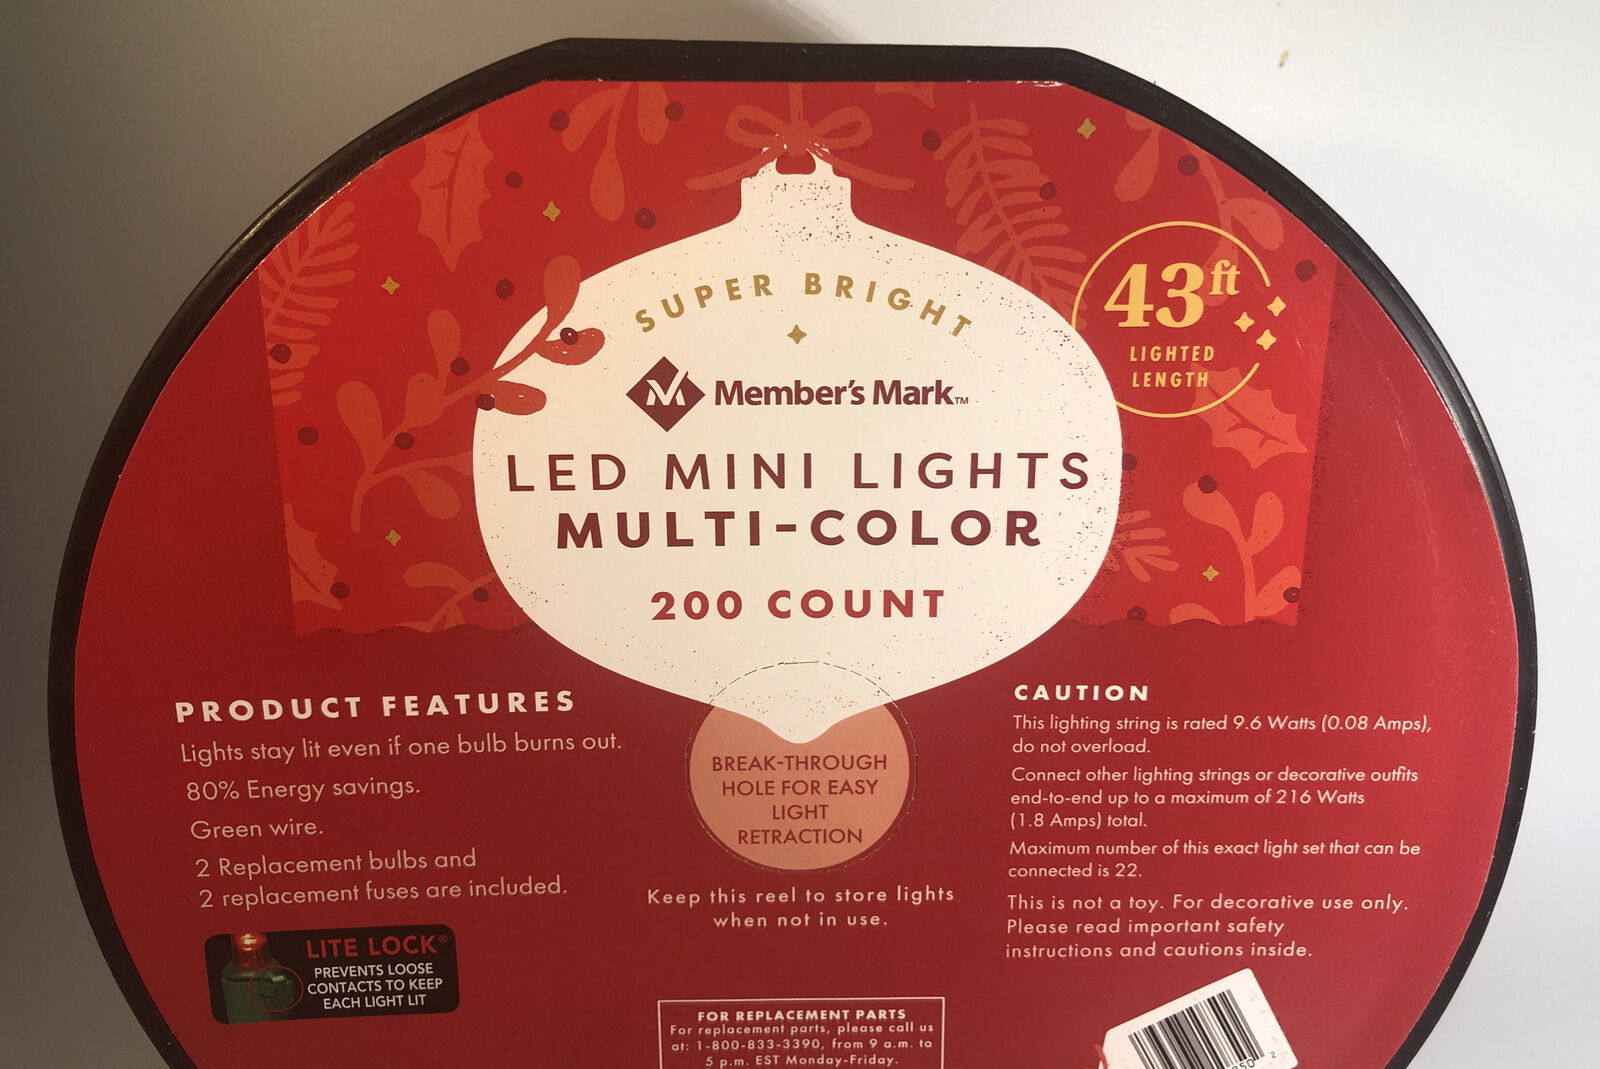 SUPER BRIGHT
Member's Mark™
LED MINI LIGHTS
MULTI-COLOR
200 COUNT
43ft
LIGHTED
LENGTH
PRODUCT FEATURES
Lights stay lit even if one bulb burns out.
80% Energy savings.
Green wire.
2 Replacement bulbs and
2 replacement fuses are included.
LITE LOCK®
PREVENTS LOOSE
CONTACTS TO KEEP
EACH LIGHT LIT
BREAK-THROUGH
HOLE FOR EASY
LIGHT
RETRACTION
Keep this reel to store lights
when not in use.
FOR REPLACEMENT PARTS
For replacement parts, please call us
at: 1-800-833-3390, from 9 a.m. to
5 p.m. EST Monday-Friday.
CAUTION
This lighting string is rated 9.6 Watts (0.08 Amps),
do not overload.
Connect other lighting strings or decorative outfits
end-to-end up to a maximum of 216 Watts
(1.8 Amps) total.
Maximum number of this exact light set that can be
connected is 22.
This is not a toy. For decorative use only.
Please read important safety
instructions and cautions inside.
2